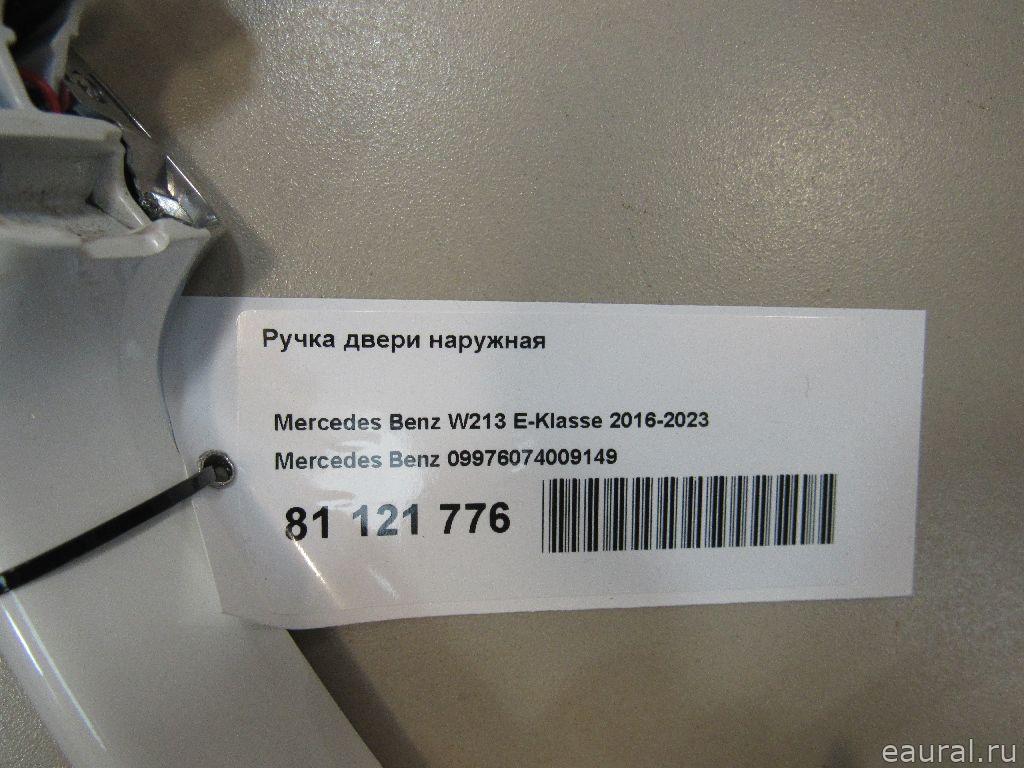 Ручка двери наружная
Mercedes Benz W213 E-Klasse 2016-2023
Mercedes Benz 09976074009149
81 121 776
eaural.ru